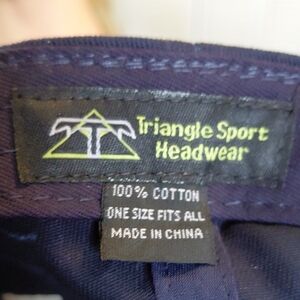 Triangle Sport
Headwear
100% COTTON
ONE SIZE FITS ALL
MADE IN CHINA